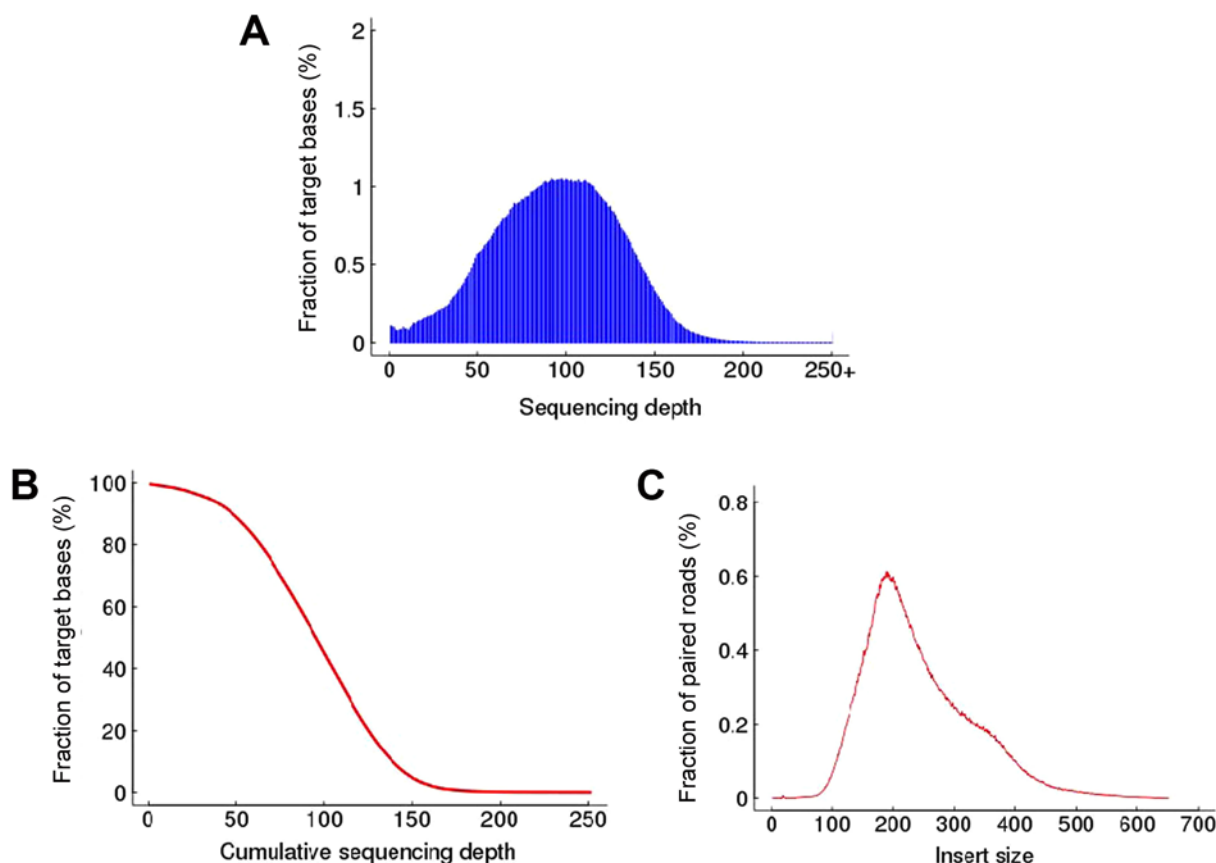 A
Fraction of target bases (%)
2
1.5
1
0.5
0
0 50 100 150 200 250+
Sequencing depth
B
Fraction of target bases (%)
100
80
60
40
20
0
0 50 100 150 200 250
Cumulative sequencing depth
C
Fraction of paired roads (%)
0.8
0.6
0.4
0.2
0
0 100 200 300 400 500 600 700
Insert size